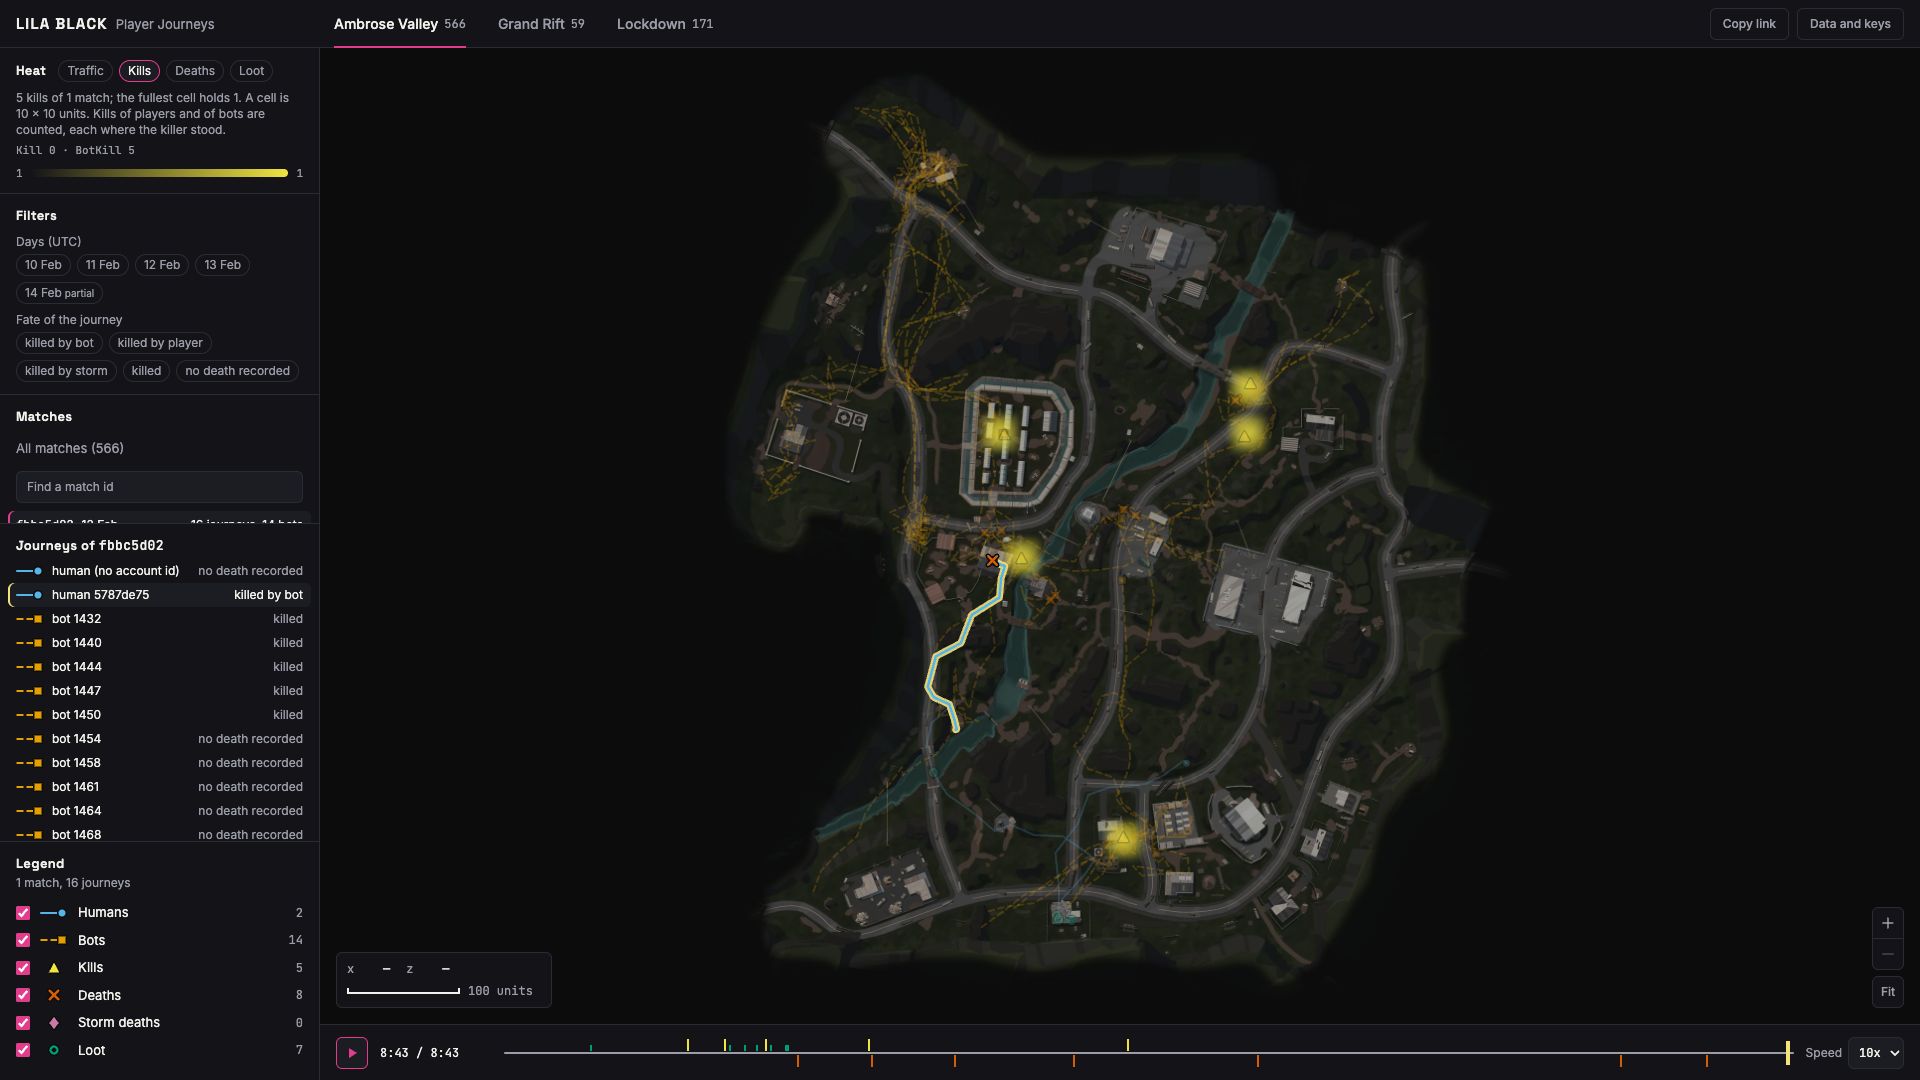 LILA BLACK Player Journeys
Ambrose Valley 566
Grand Rift 59
Lockdown 171
Copy link
Data and keys
Heat
Traffic
Kills
Deaths
Loot
5 kills of 1 match; the fullest cell holds 1. A cell is
10 × 10 units. Kills of players and of bots are
counted, each where the killer stood.
Kill 0 · BotKill 5
1 1
Filters
Days (UTC)
10 Feb
11 Feb
12 Feb
13 Feb
14 Feb partial
Fate of the journey
killed by bot
killed by player
killed by storm
killed
no death recorded
Matches
All matches (566)
Find a match id
Journeys of fbbc5d02
human (no account id) no death recorded
human 5787de75 killed by bot
bot 1432 killed
bot 1440 killed
bot 1444 killed
bot 1447 killed
bot 1450 killed
bot 1454 no death recorded
bot 1458 no death recorded
bot 1461 no death recorded
bot 1464 no death recorded
bot 1468 no death recorded
Legend
1 match, 16 journeys
Humans 2
Bots 14
Kills 5
Deaths 8
Storm deaths 0
Loot 7
x – z –
100 units
+
−
Fit
8:43 / 8:43
Speed 10x